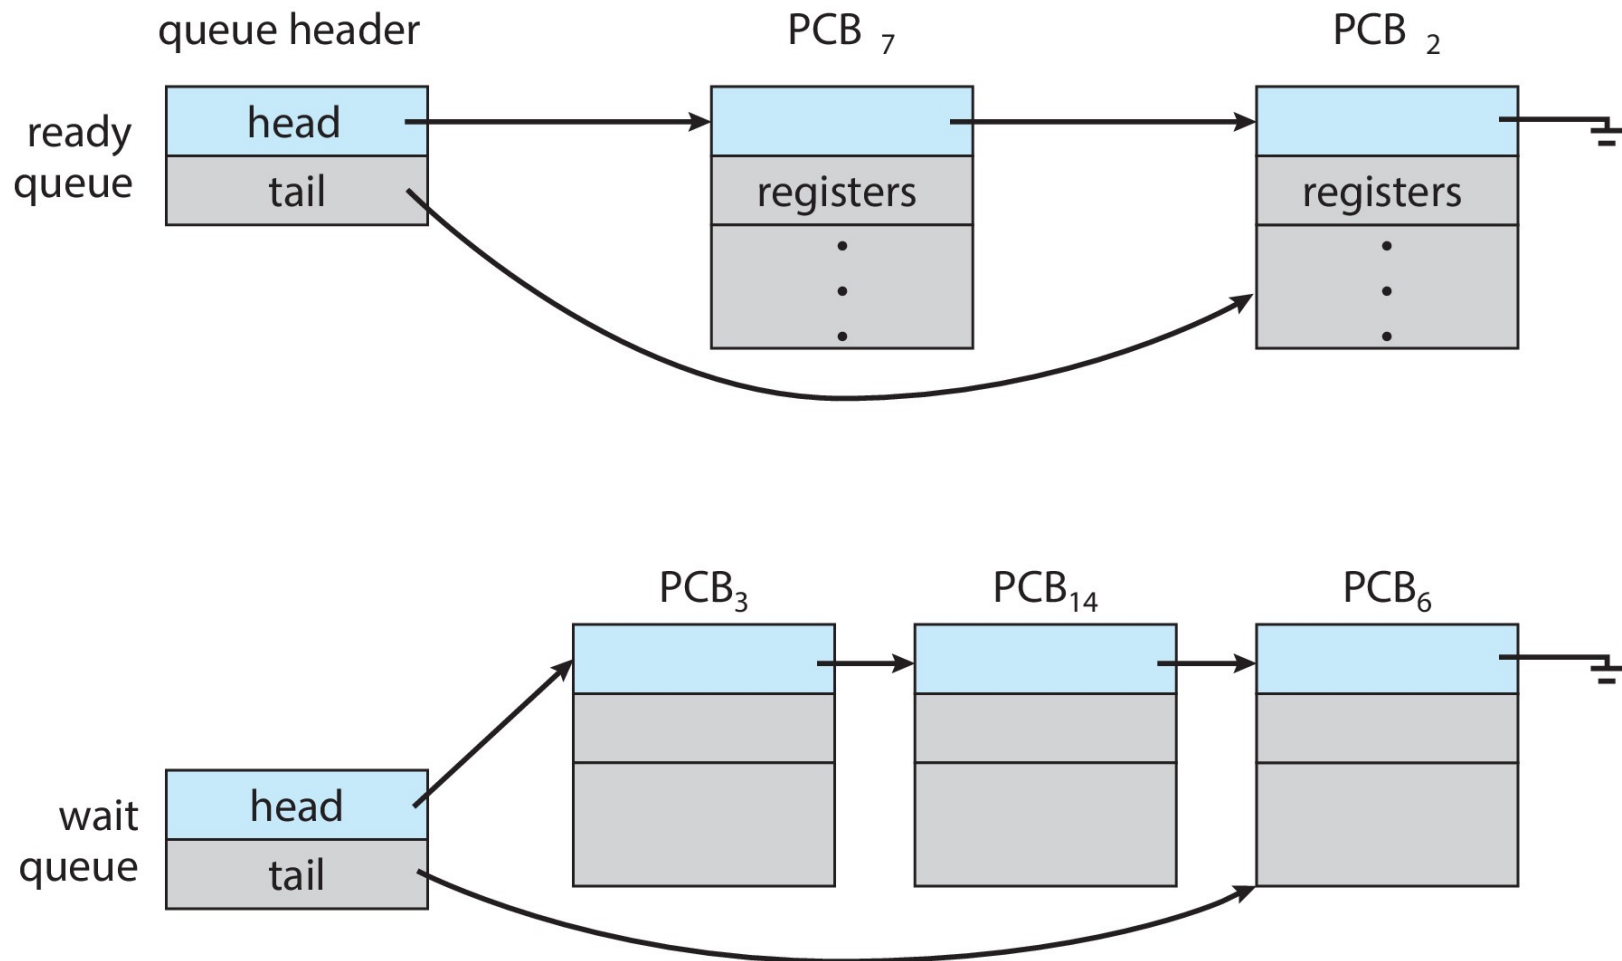 queue header
PCB 7
PCB 2
ready
queue
head
tail
registers
registers
PCB3
PCB14
PCB6
wait
queue
head
tail